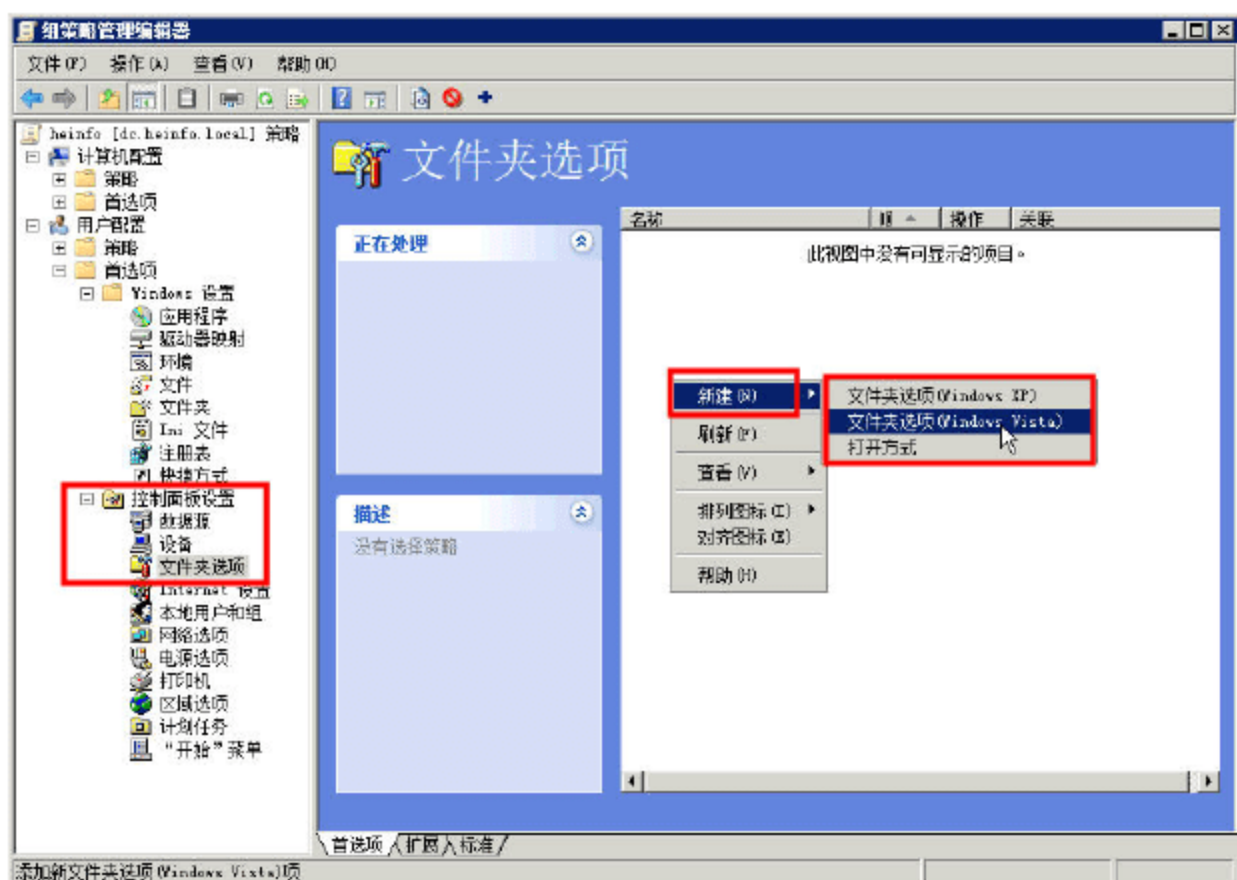 组策略管理编辑器
文件(F) 操作(A) 查看(V) 帮助(H)
heinfo [dc.heinfo.local] 策略
计算机配置
策略
首选项
用户配置
策略
首选项
Windows 设置
应用程序
驱动器映射
环境
文件
文件夹
Ini 文件
注册表
快捷方式
控制面板设置
数据源
设备
文件夹选项
Internet 设置
本地用户和组
网络选项
电源选项
打印机
区域选项
计划任务
“开始”菜单
文件夹选项
正在处理
描述
没有选择策略
名称 操作 关联
此视图中没有可显示的项目。
新建(N)
刷新(F)
查看(V)
排列图标(I)
对齐图标(E)
帮助(H)
文件夹选项(Windows XP)
文件夹选项(Windows Vista)
打开方式
首选项 扩展 标准
添加新文件夹选项(Windows Vista)项